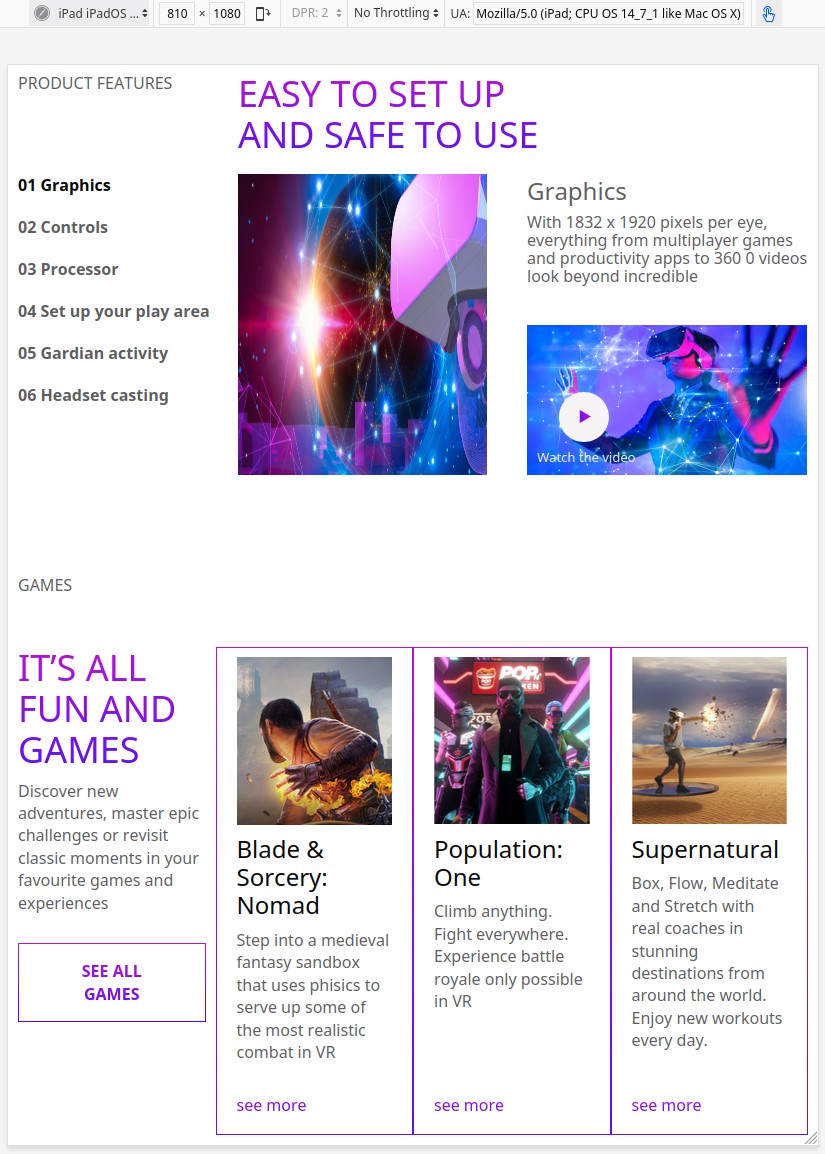 iPad iPadOS ... 810 × 1080 DPR: 2 No Throttling UA: Mozilla/5.0 (iPad; CPU OS 14_7_1 like Mac OS X)
PRODUCT FEATURES
EASY TO SET UP
AND SAFE TO USE
01 Graphics
02 Controls
03 Processor
04 Set up your play area
05 Gardian activity
06 Headset casting
Graphics
With 1832 x 1920 pixels per eye,
everything from multiplayer games
and productivity apps to 360 0 videos
look beyond incredible
Watch the video
GAMES
IT’S ALL
FUN AND
GAMES
Discover new
adventures, master epic
challenges or revisit
classic moments in your
favourite games and
experiences
SEE ALL
GAMES
Blade &
Sorcery:
Nomad
Step into a medieval
fantasy sandbox
that uses phisics to
serve up some of
the most realistic
combat in VR
see more
POP.
Population:
One
Climb anything.
Fight everywhere.
Experience battle
royale only possible
in VR
see more
Supernatural
Box, Flow, Meditate
and Stretch with
real coaches in
stunning
destinations from
around the world.
Enjoy new workouts
every day.
see more